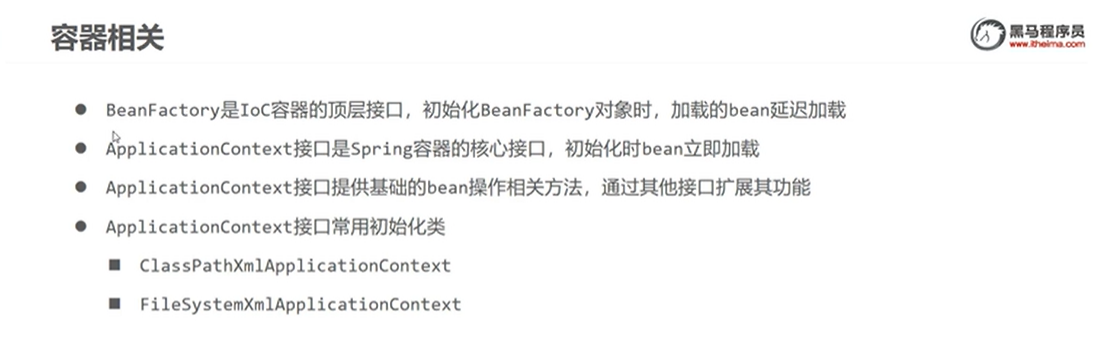 容器相关
黑马程序员
www.itheima.com
BeanFactory是IoC容器的顶层接口，初始化BeanFactory对象时，加载的bean延迟加载
ApplicationContext接口是Spring容器的核心接口，初始化时bean立即加载
ApplicationContext接口提供基础的bean操作相关方法，通过其他接口扩展其功能
ApplicationContext接口常用初始化类
ClassPathXmlApplicationContext
FileSystemXmlApplicationContext